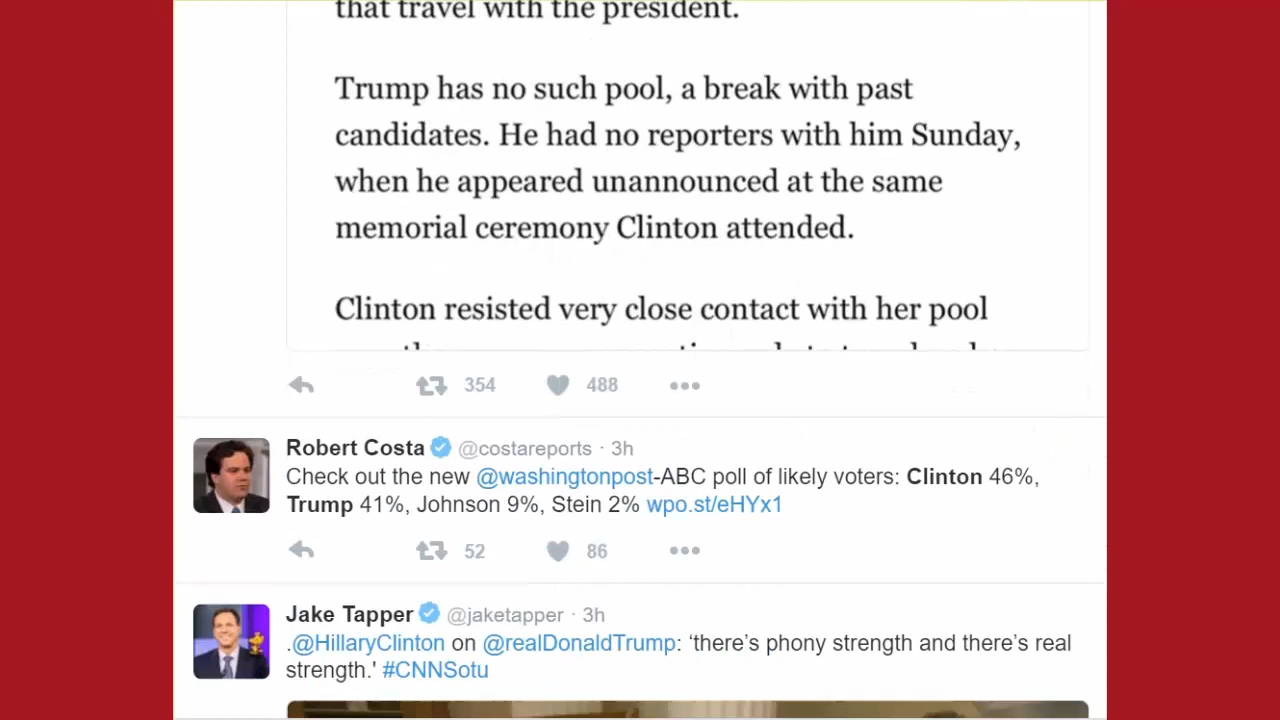 that travel with the president.
Trump has no such pool, a break with past
candidates. He had no reporters with him Sunday,
when he appeared unannounced at the same
memorial ceremony Clinton attended.
Clinton resisted very close contact with her pool
354 488
Robert Costa @costareports · 3h
Check out the new @washingtonpost-ABC poll of likely voters: Clinton 46%,
Trump 41%, Johnson 9%, Stein 2% wpo.st/eHYx1
52 86
Jake Tapper @jaketapper · 3h
.@HillaryClinton on @realDonaldTrump: ‘there’s phony strength and there’s real
strength.' #CNNSotu